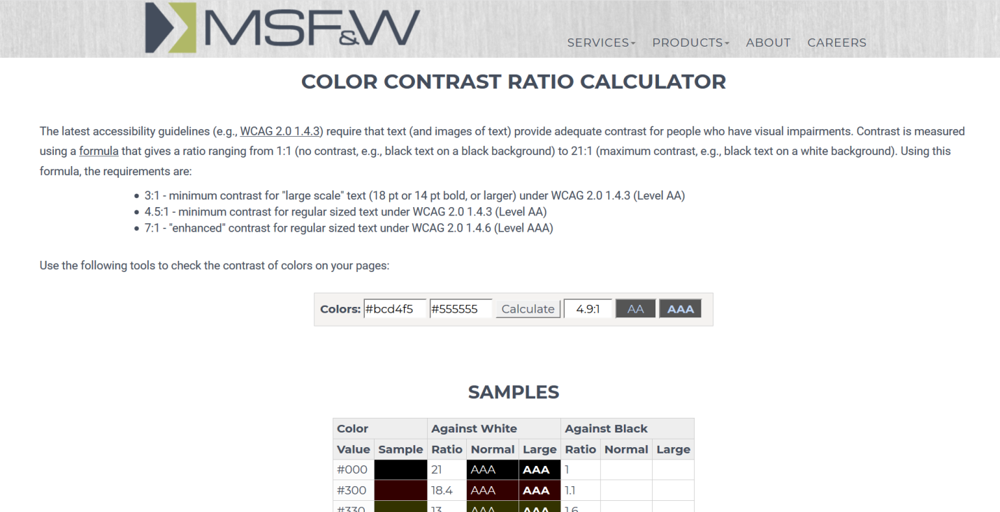 MSF&W
SERVICES PRODUCTS ABOUT CAREERS
COLOR CONTRAST RATIO CALCULATOR
The latest accessibility guidelines (e.g., WCAG 2.0 1.4.3) require that text (and images of text) provide adequate contrast for people who have visual impairments. Contrast is measured
using a formula that gives a ratio ranging from 1:1 (no contrast, e.g., black text on a black background) to 21:1 (maximum contrast, e.g., black text on a white background). Using this
formula, the requirements are:
3:1 - minimum contrast for "large scale" text (18 pt or 14 pt bold, or larger) under WCAG 2.0 1.4.3 (Level AA)
4.5:1 - minimum contrast for regular sized text under WCAG 2.0 1.4.3 (Level AA)
7:1 - "enhanced" contrast for regular sized text under WCAG 2.0 1.4.6 (Level AAA)
Use the following tools to check the contrast of colors on your pages:
Colors: #bcd4f5 #555555 Calculate 4.9:1 AA AAA
SAMPLES
Color Against White Against Black
Value Sample Ratio Normal Large Ratio Normal Large
#000 21 AAA AAA 1
#300 18.4 AAA AAA 1.1
#330 13 AAA AAA 1.6